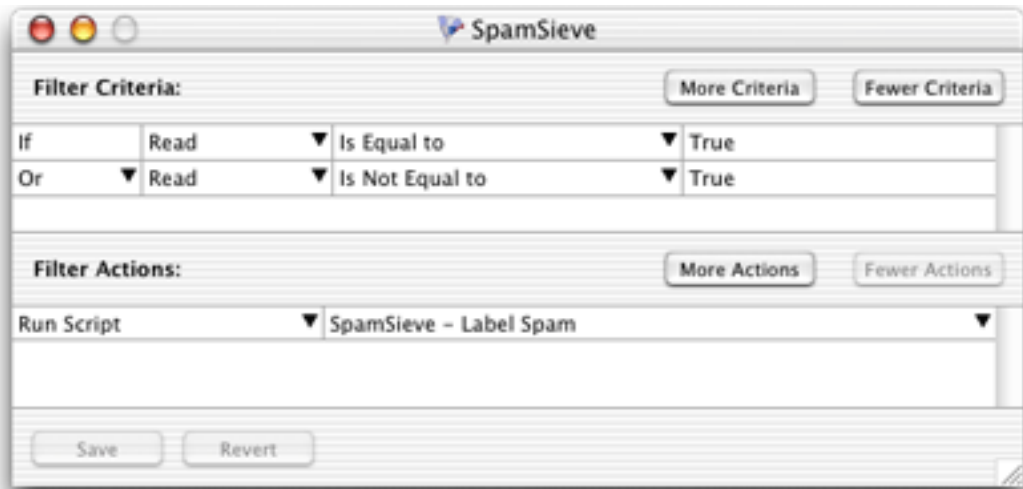 SpamSieve
Filter Criteria: More Criteria Fewer Criteria
If Read Is Equal to True
Or Read Is Not Equal to True
Filter Actions: More Actions Fewer Actions
Run Script SpamSieve – Label Spam
Save Revert